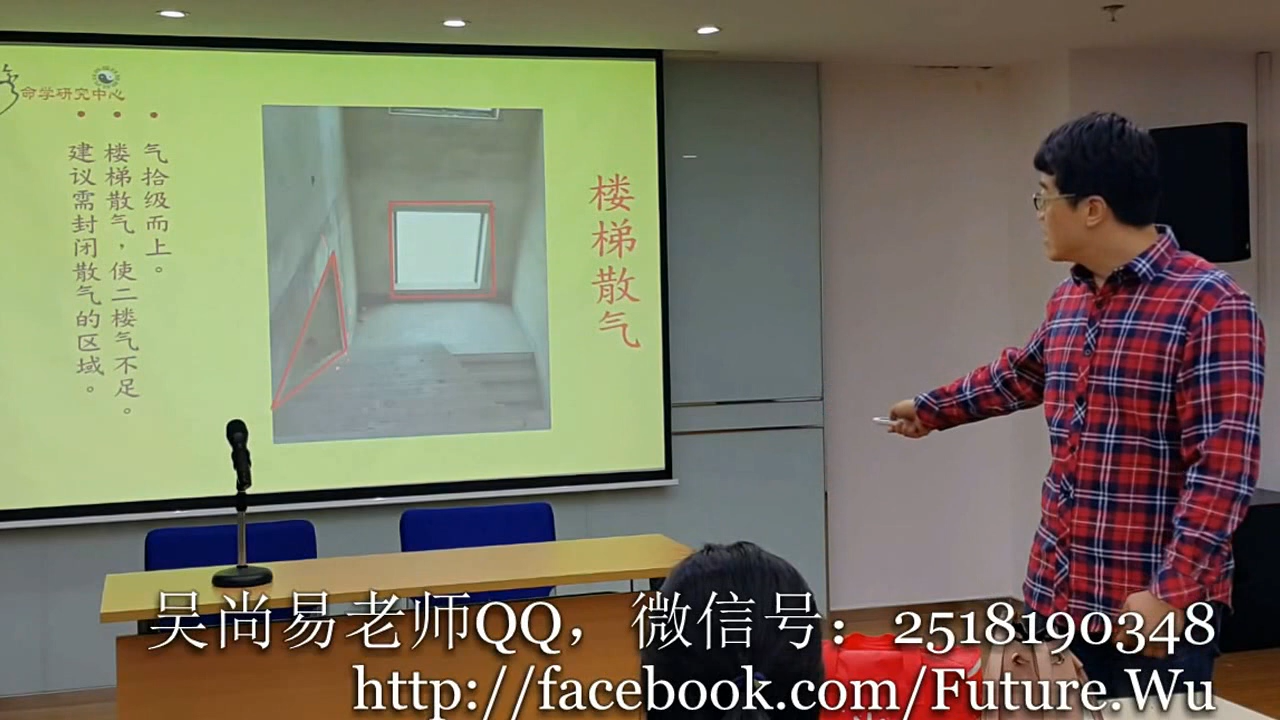 命学研究中心
楼梯散气
气拾级而上。
楼梯散气，使二楼气不足。
建议需封闭散气的区域。
吴尚易老师QQ，微信号：2518190348
http://facebook.com/Future.Wu